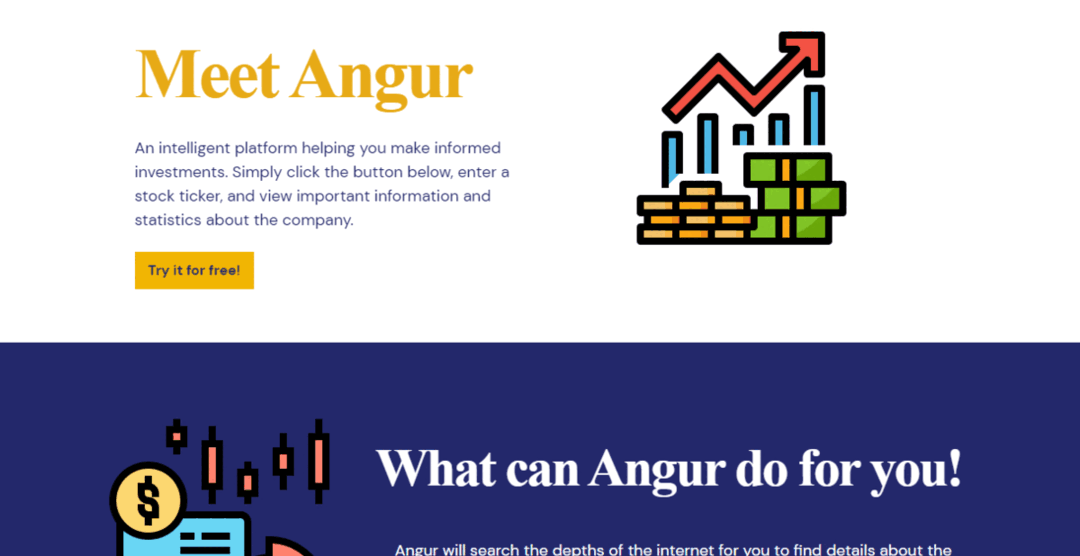 Meet Angur
An intelligent platform helping you make informed
investments. Simply click the button below, enter a
stock ticker, and view important information and
statistics about the company.
Try it for free!
What can Angur do for you!
$
Angur will search the depths of the internet for you to find details about the